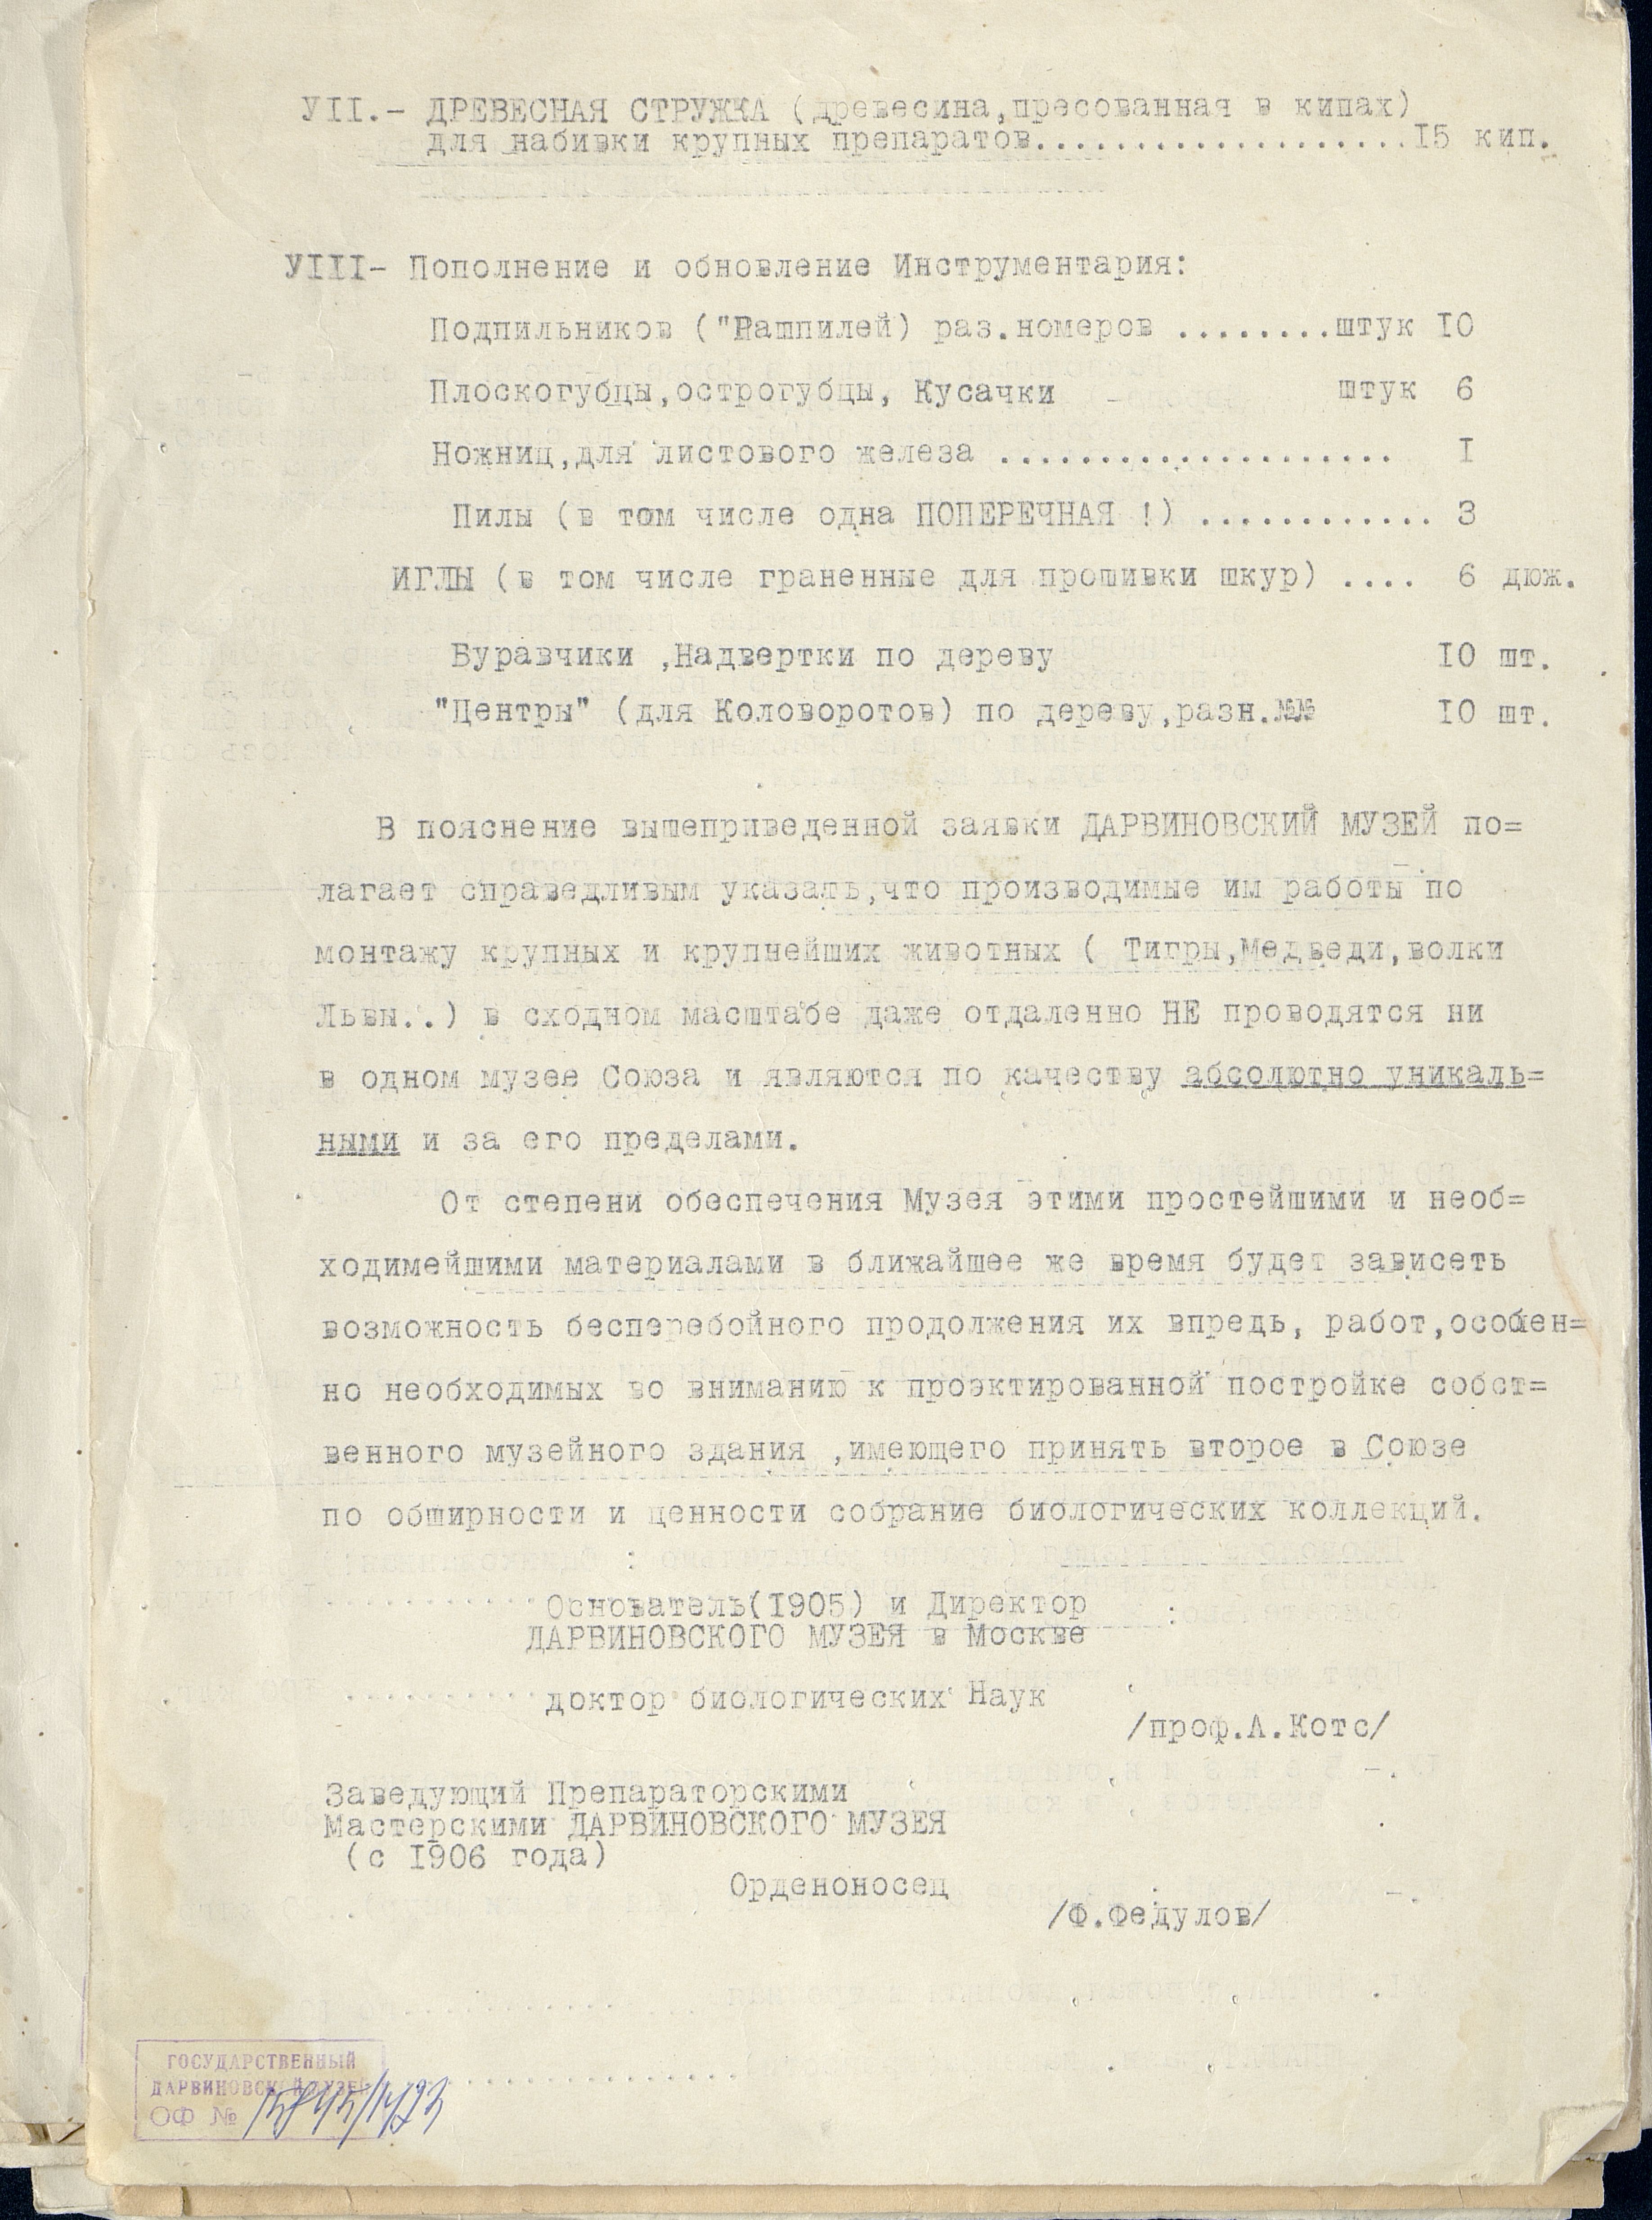 УII.- ДРЕВЕСНАЯ СТРУЖКА (древесина,пресованная в кипах)
для набивки крупных препаратов...................I5 кип.
УIII- Пополнение и обновление Инструментария:
Подпильников ("Рашпилей) раз.номеров ........штук IO
Плоскогубцы,острогубцы, Кусачки - штук 6
Ножниц,для листового железа .................... I
Пилы (в том числе одна ПОПЕРЕЧНАЯ !) ............ 3
ИГЛЫ (в том числе граненные для прошивки шкур) .... 6 дюж.
Буравчики ,Надвертки по дереву IO шт.
"Центры" (для Коловоротов) по дереву,разн.№№ IO шт.
В пояснение вышеприведенной заявки ДАРВИНОВСКИЙ МУЗЕЙ по=
лагает справедливым указать,что производимые им работы по
монтажу крупных и крупнейших животных ( Тигры,Медведи,волки
Львы..) в сходном масштабе даже отдаленно НЕ проводятся ни
в одном музее Союза и являются по качеству абсолютно уникаль=
ными и за его пределами.
От степени обеспечения Музея этими простейшими и необ=
ходимейшими материалами в ближайшее же время будет зависеть
возможность бесперебойного продолжения их впредь, работ,особен=
но необходимых во вниманию к проэктированной постройке собст=
венного музейного здания ,имеющего принять второе в Союзе
по обширности и ценности собрание биологических коллекций.
Основатель(I905) и Директор
ДАРВИНОВСКОГО МУЗЕЯ в Москве
доктор биологических Наук
/проф.А.Котс/
Заведующий Препараторскими
Мастерскими ДАРВИНОВСКОГО МУЗЕЯ
(с I906 года)
Орденоносец
/Ф.Федулов/
ГОСУДАРСТВЕННЫЙ
ДАРВИНОВСКИЙ МУЗЕЙ
ОФ №